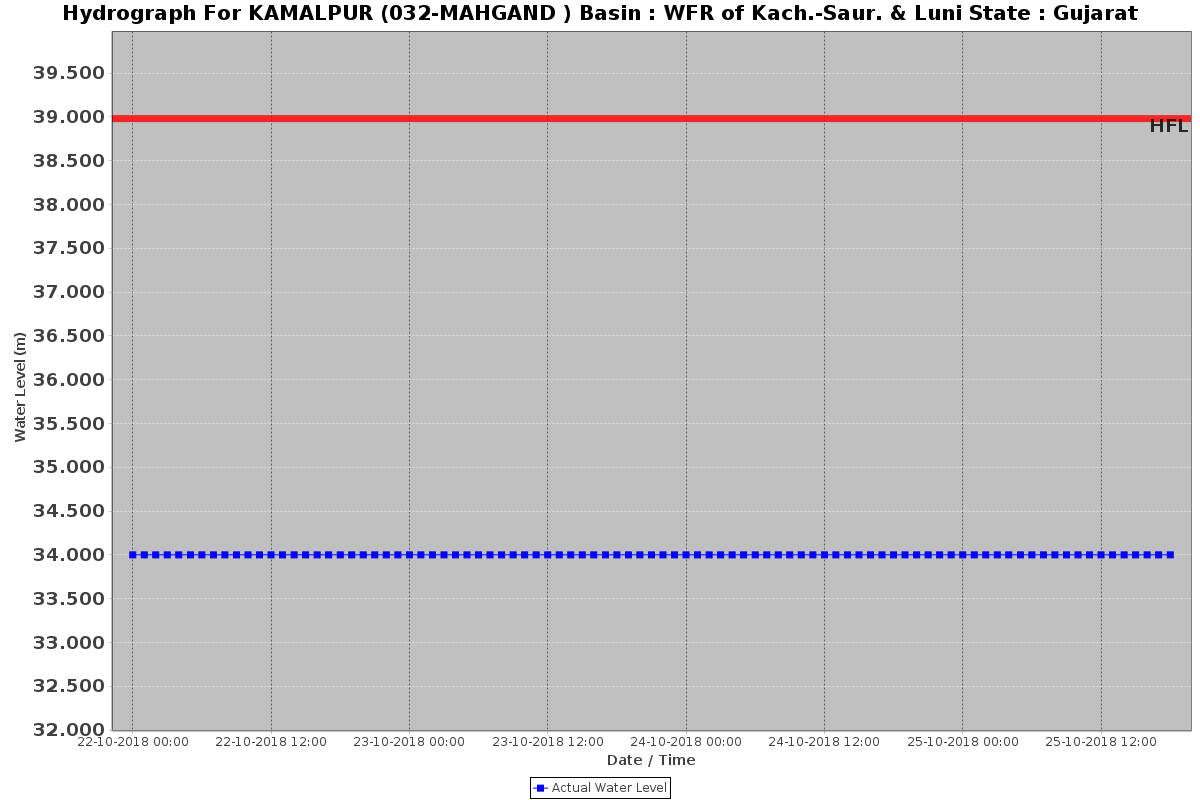 Hydrograph For KAMALPUR (032-MAHGAND ) Basin : WFR of Kach.-Saur. & Luni State : Gujarat
39.500
39.000
HFL
38.500
38.000
37.500
37.000
36.500
36.000
35.500
35.000
34.500
34.000
33.500
33.000
32.500
32.000
Water Level (m)
22-10-2018 00:00 22-10-2018 12:00 23-10-2018 00:00 23-10-2018 12:00 24-10-2018 00:00 24-10-2018 12:00 25-10-2018 00:00 25-10-2018 12:00
Date / Time
Actual Water Level